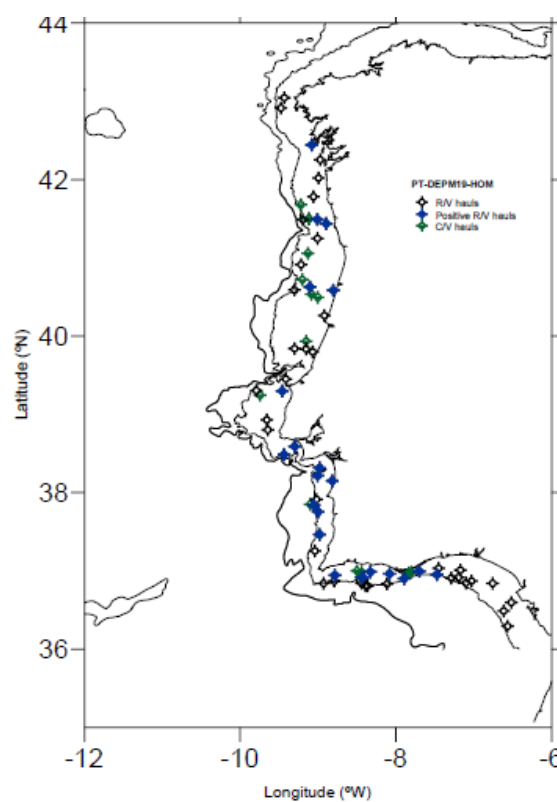 44
42
PT-DEPM19-HOM
R/V hauls
Positive R/V hauls
C/V hauls
40
Latitude (ºN)
38
36
-12
-10
-8
-6
Longitude (ºW)